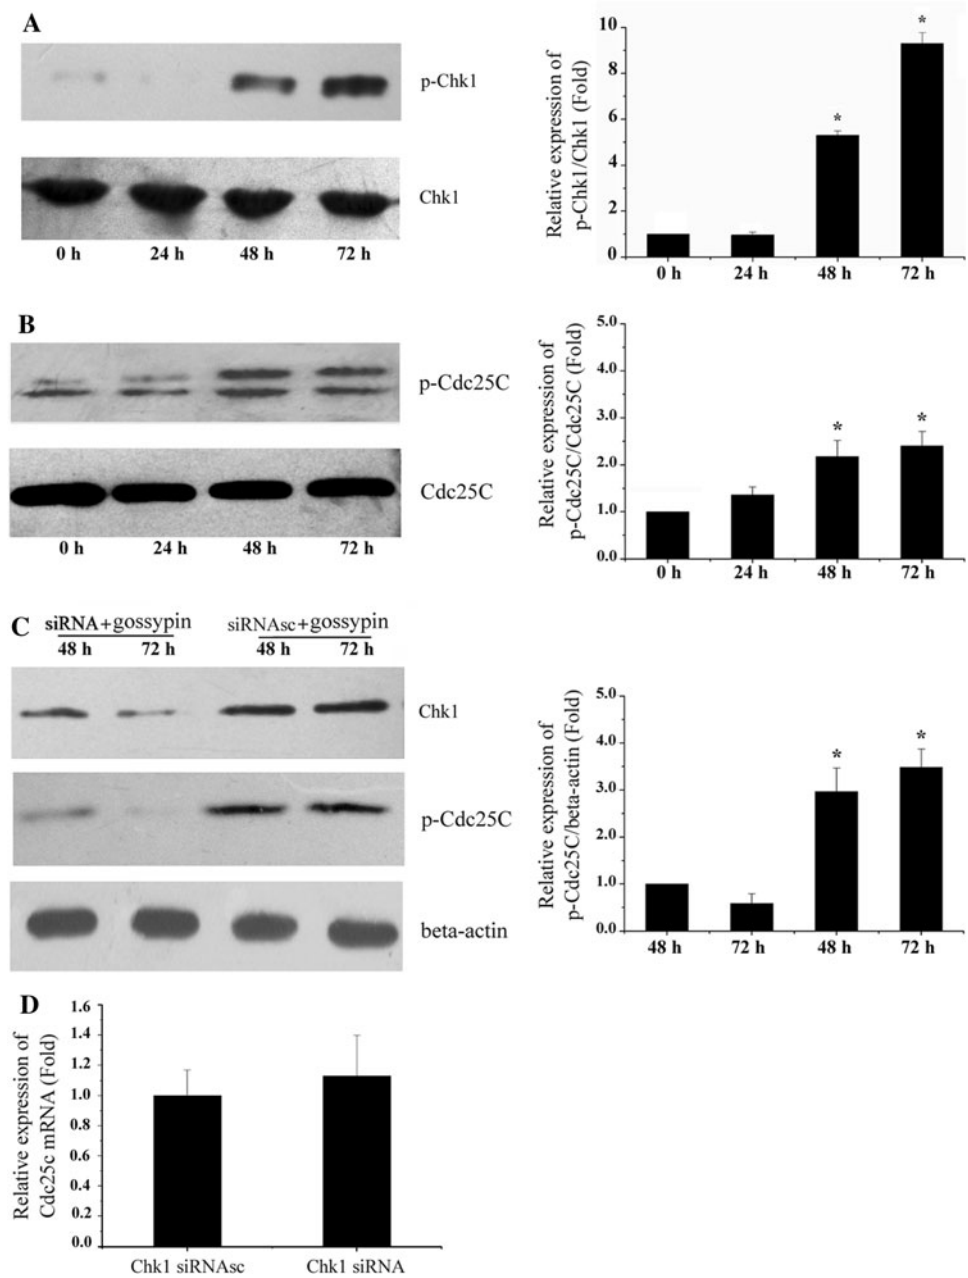 A
p-Chk1
Chk1
0 h 24 h 48 h 72 h
Relative expression of
p-Chk1/Chk1 (Fold)
10
8
6
4
2
1
0
* *
0 h 24 h 48 h 72 h
B
p-Cdc25C
Cdc25C
0 h 24 h 48 h 72 h
Relative expression of
p-Cdc25C/Cdc25C (Fold)
5.0
4.0
3.0
2.0
1.0
0.0
* *
0 h 24 h 48 h 72 h
C
siRNA+gossypin siRNAsc+gossypin
48 h 72 h 48 h 72 h
Chk1
p-Cdc25C
beta-actin
Relative expression of
p-Cdc25C/beta-actin (Fold)
5.0
4.0
3.0
2.0
1.0
0.0
* *
48 h 72 h 48 h 72 h
D
Relative expression of
Cdc25c mRNA (Fold)
1.6
1.4
1.2
1.0
0.8
0.6
0.4
0.2
0.0
Chk1 siRNAsc Chk1 siRNA